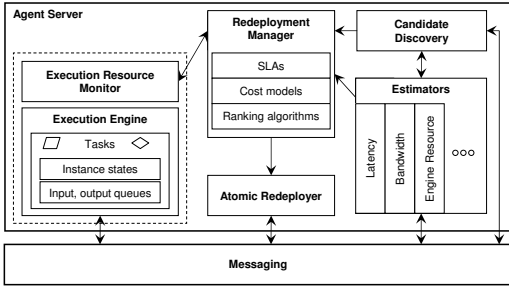 Agent Server
Redeployment
Manager
SLAs
Cost models
Ranking algorithms
Candidate
Discovery
Execution Resource
Monitor
Execution Engine
Tasks
Instance states
Input, output queues
Estimators
Latency
Bandwidth
Engine Resource
Atomic Redeployer
Messaging